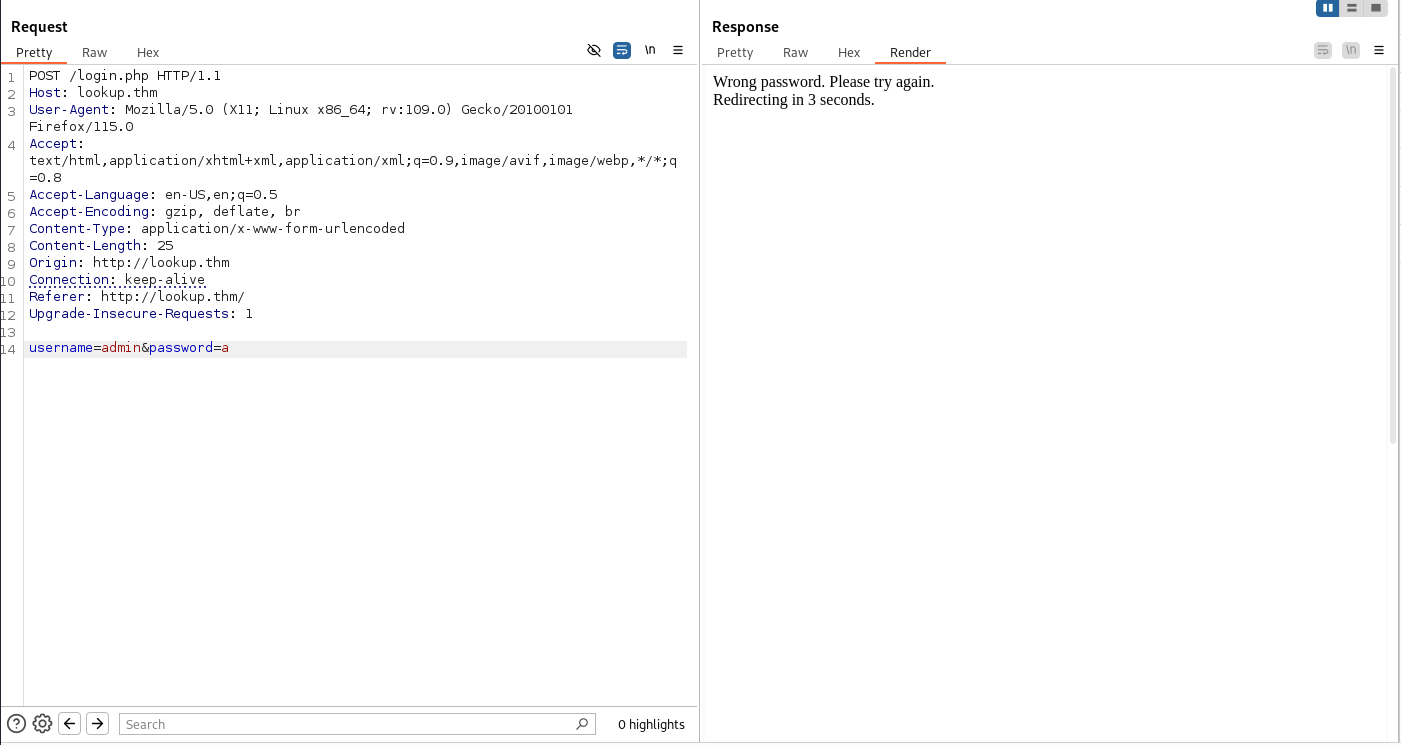 Request
Response
Pretty Raw Hex
\n
Pretty Raw Hex Render
\n
1 POST /login.php HTTP/1.1
2 Host: lookup.thm
3 User-Agent: Mozilla/5.0 (X11; Linux x86_64; rv:109.0) Gecko/20100101
Firefox/115.0
4 Accept:
text/html,application/xhtml+xml,application/xml;q=0.9,image/avif,image/webp,*/*;q
=0.8
5 Accept-Language: en-US,en;q=0.5
6 Accept-Encoding: gzip, deflate, br
7 Content-Type: application/x-www-form-urlencoded
8 Content-Length: 25
9 Origin: http://lookup.thm
10 Connection: keep-alive
11 Referer: http://lookup.thm/
12 Upgrade-Insecure-Requests: 1
13
14 username=admin&password=a
Wrong password. Please try again.
Redirecting in 3 seconds.
Search
0 highlights